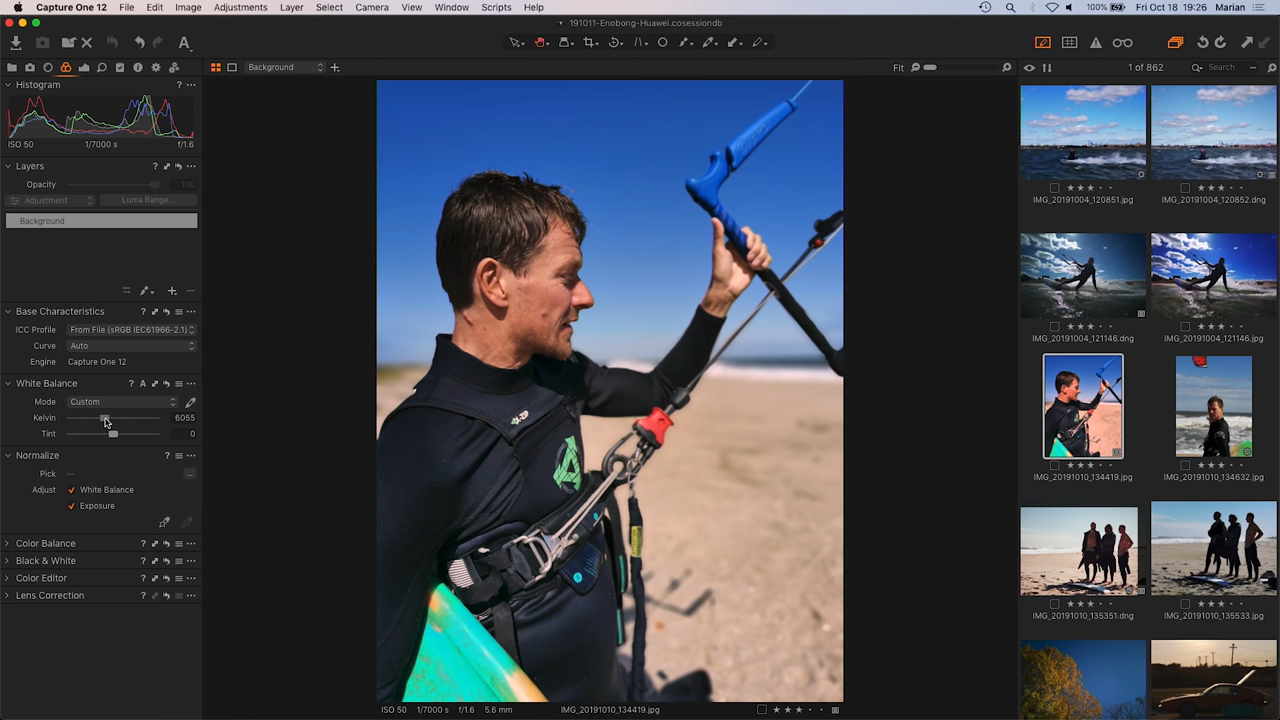 Capture One 12 File Edit View Adjustments Layer Select Camera View Window Scripts Help 100% Fri Oct 18 19:26 Marian
191011-Enobong-Huawei.cosessiondb
Background Fit 1 of 862 Search
Histogram
ISO 50 1/7000 s f/1.6
Layers
Opacity 100
Adjustment Luma Range...
Background
Base Characteristics
ICC Profile From File (sRGB IEC61966-2.1)
Curve Auto
Engine Capture One 12
White Balance
Mode Custom
Kelvin 6055
Tint 0
Normalize
Pick --
Adjust White Balance
Exposure
Color Balance
Black & White
Color Editor
Lens Correction
X-ZIP
ISO 50 1/7000 s f/1.6 5.6 mm IMG_20191010_134419.jpg
IMG_20191004_120851.jpg IMG_20191004_120852.dng
IMG_20191004_121146.dng IMG_20191004_121146.jpg
IMG_20191010_134419.jpg IMG_20191010_134632.jpg
IMG_20191010_135351.dng IMG_20191010_135533.jpg